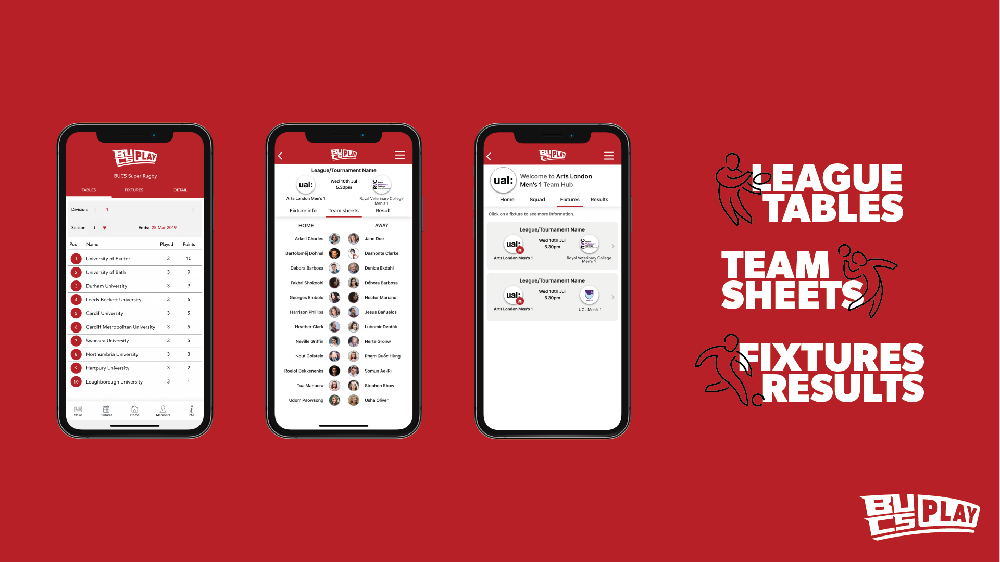 BUCS PLAY
BUCS Super Rugby
TABLES FIXTURES DETAIL
Division: 1
Season: 1 Ends: 25 Mar 2019
Pos Name Played Points
1 University of Exeter 3 10
2 University of Bath 3 9
3 Durham University 3 9
4 Leeds Beckett University 3 6
5 Cardif University 3 5
6 Cardiff Metropolitan University 3 5
7 Swansea University 3 5
8 Northumbria University 3 3
9 Hartpury University 3 2
10 Loughborough University 3 1
News Fixtures Home Members Info
BUCS PLAY
League/Tournament Name
ual:
Wed 10th Jul
5.30pm
RVC Royal
Veterinary
College
Arts London Men's 1
Royal Veterinary College
Men's 1
Fixture info Team sheets Result
HOME AWAY
Arkell Charles Jane Doe
Bartoloměj Dohnal Dashonte Clarke
Débora Barbosa Denice Ekdahl
Fakhri Shokoohi Débora Barbosa
Georges Embolo Hector Mariano
Harrison Phillips Jesus Bañuelos
Heather Clark Lubomír Dvořák
Neville Griffin Nerte Gronw
Nout Golstein Phạm Quốc Hùng
Roelof Bekkenenks Somun Ae-Ri
Tua Manuera Stephen Shaw
Udom Paowsong Usha Oliver
BUCS PLAY
ual:
Welcome to Arts London
Men's 1 Team Hub
Home Squad Fixtures Results
Click on a fixture to see more information.
League/Tournament Name
ual:
Wed 10th Jul
5.30pm
RVC Royal
Veterinary
College
Arts London Men's 1
Royal Veterinary College
Men's 1
League/Tournament Name
ual:
Wed 10th Jul
5.30pm
Arts London Men's 1
UCL Men's 1
LEAGUE
TABLES
TEAM
SHEETS
FIXTURES
RESULTS
BUCS PLAY